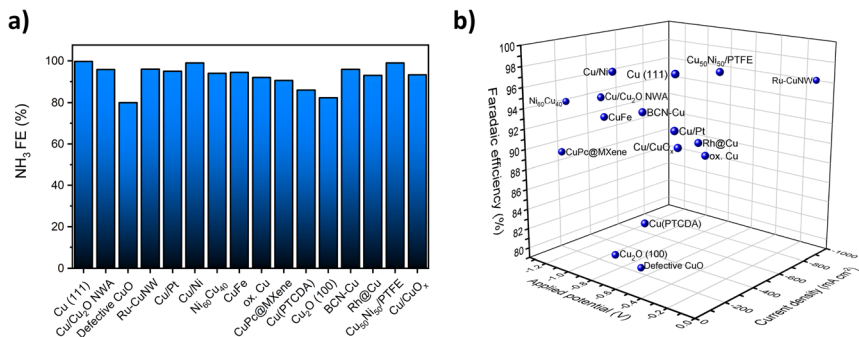 a)
NH₃ FE (%)
100
80
60
40
20
0
Cu (111)
Cu/Cu₂O NWA
Defective CuO
Ru-CuNW
Cu/Pt
Cu/Ni
Ni₆₀Cu₄₀
CuFe
ox. Cu
CuPc@MXene
Cu(PTCDA)
Cu₂O (100)
BCN-Cu
Rh@Cu
Cu₅₀Ni₅₀/PTFE
Cu/CuOₓ
b)
Faradaic efficiency (%)
100
98
96
94
92
90
88
86
84
82
80
Cu₅₀Ni₅₀/PTFE
Cu/Ni
Cu (111)
Ru-CuNW
Ni₆₀Cu₄₀
Cu/Cu₂O NWA
CuFe
BCN-Cu
Cu/Pt
CuPc@MXene
Cu/CuOₓ
Rh@Cu
ox. Cu
Cu(PTCDA)
Cu₂O (100)
Defective CuO
-1.2
-1.0
-0.8
-0.6
-0.4
-0.2
0.0
Applied potential (V)
0
-200
-400
-600
-800
-1000
Current density (mA cm